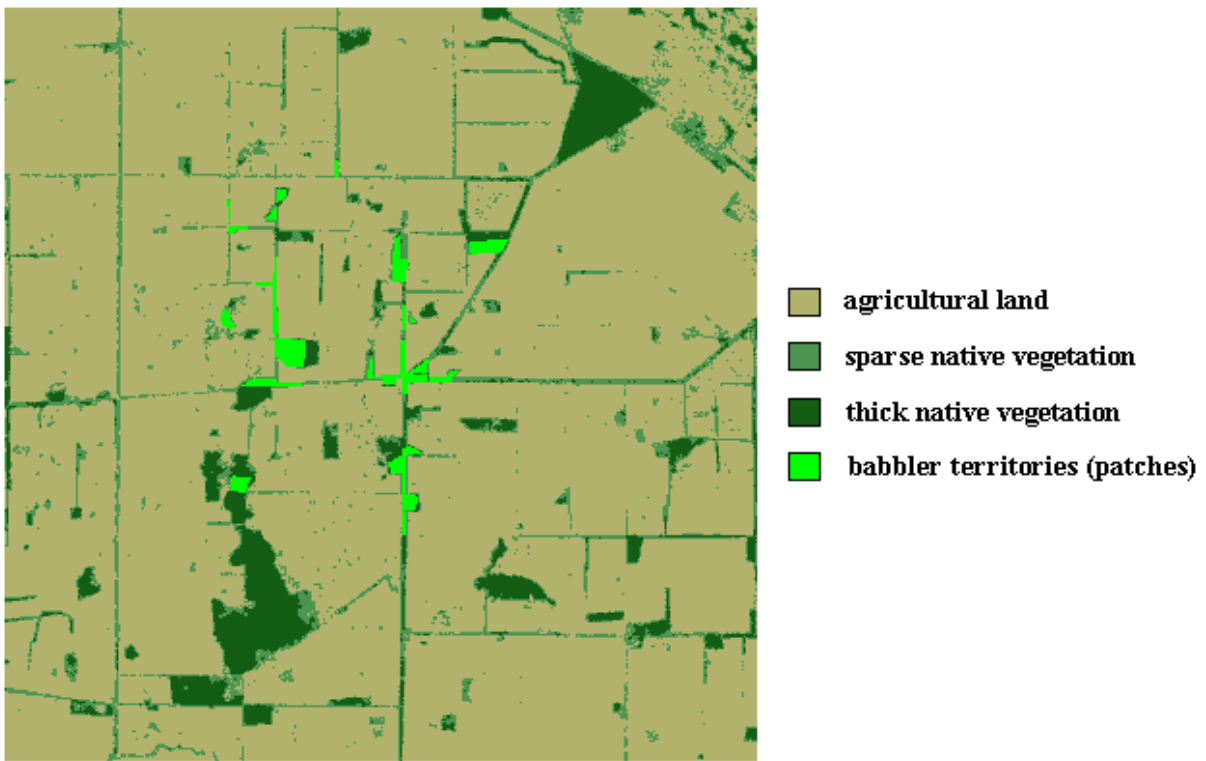 agricultural land
sparse native vegetation
thick native vegetation
babbler territories (patches)